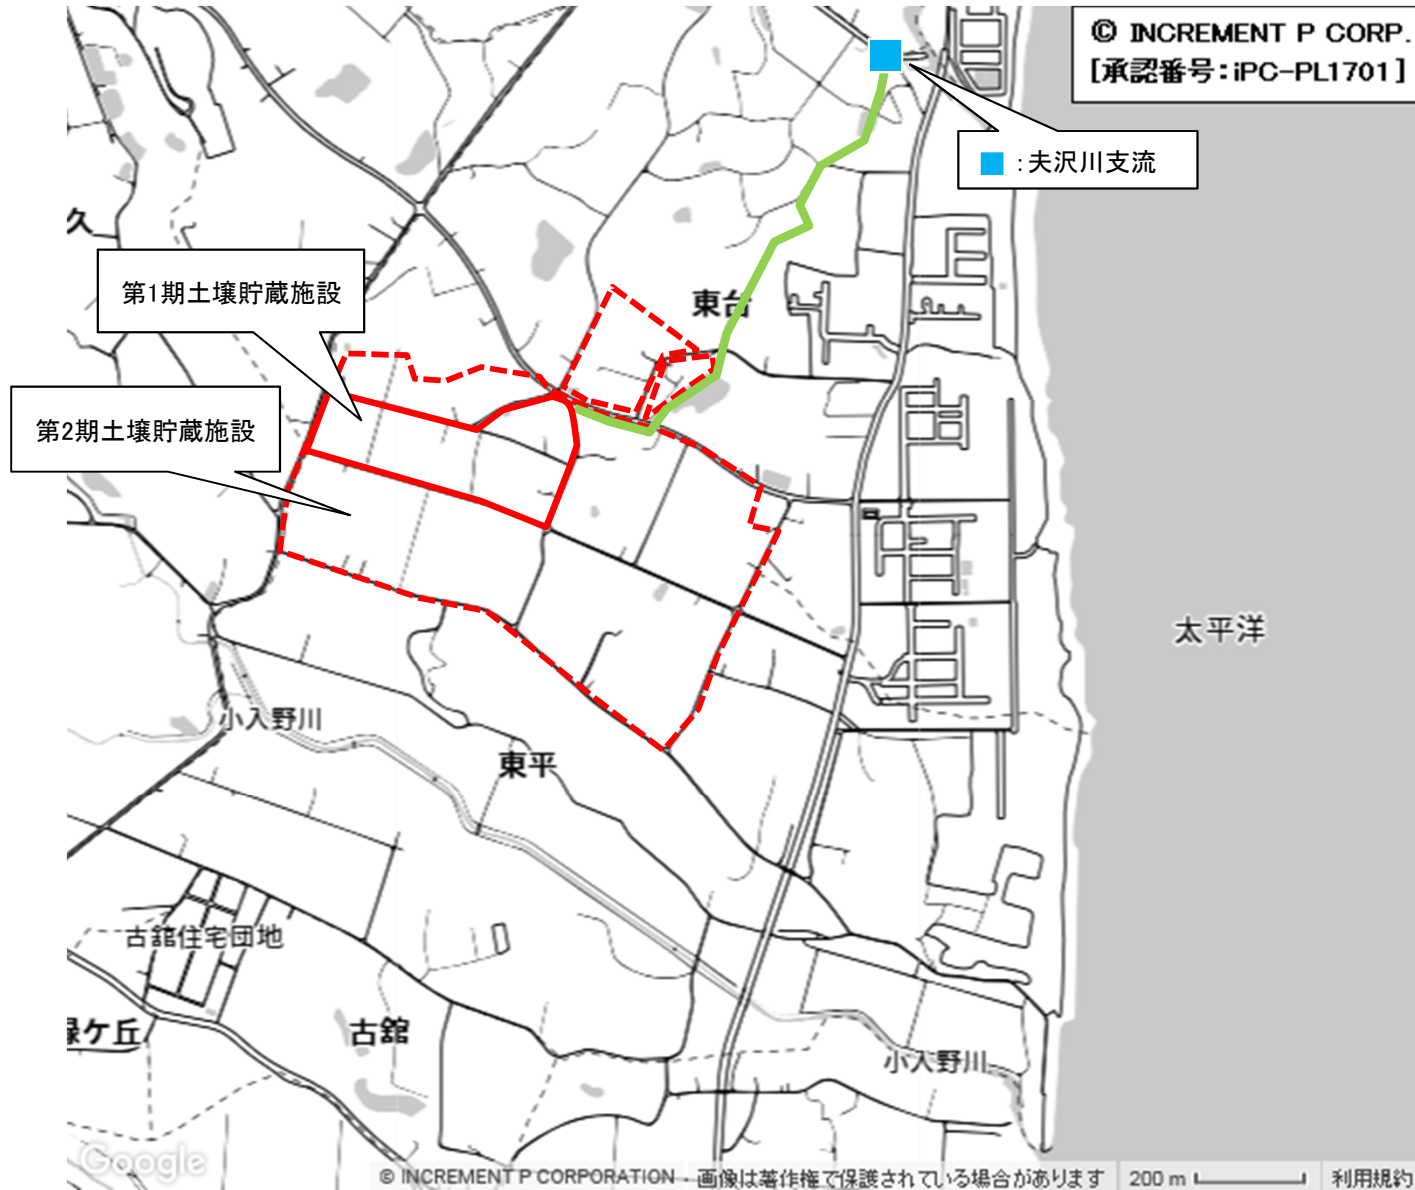 © INCREMENT P CORP.
[承認番号:iPC-PL1701]
:夫沢川支流
久
第1期土壌貯蔵施設
東台
第2期土壌貯蔵施設
太平洋
小入野川
東平
古舘住宅団地
緑ケ丘
古舘
小入野川
Google
© INCREMENT P CORPORATION - 画像は著作権で保護されている場合があります 200 m 利用規約